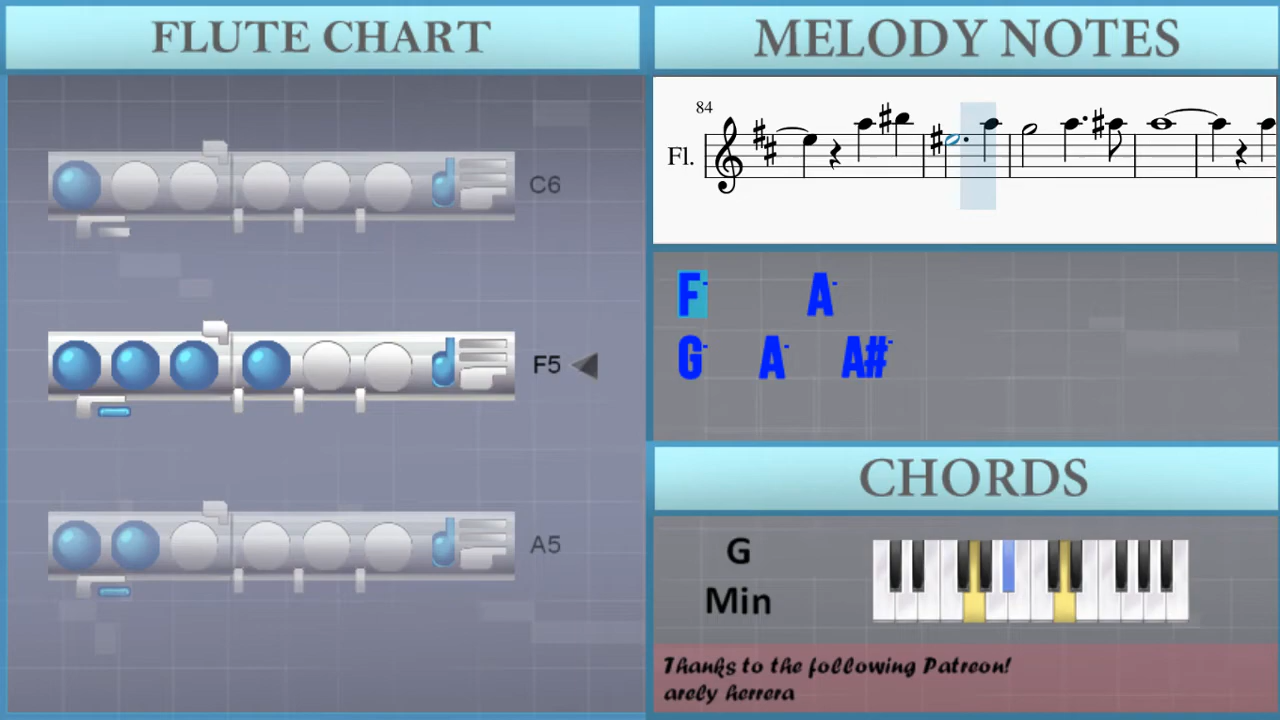 FLUTE CHART
C6
F5
A5
MELODY NOTES
84
Fl.
F- A-
G- A- A#-
CHORDS
G
Min
Thanks to the following Patreon!
arely herrera